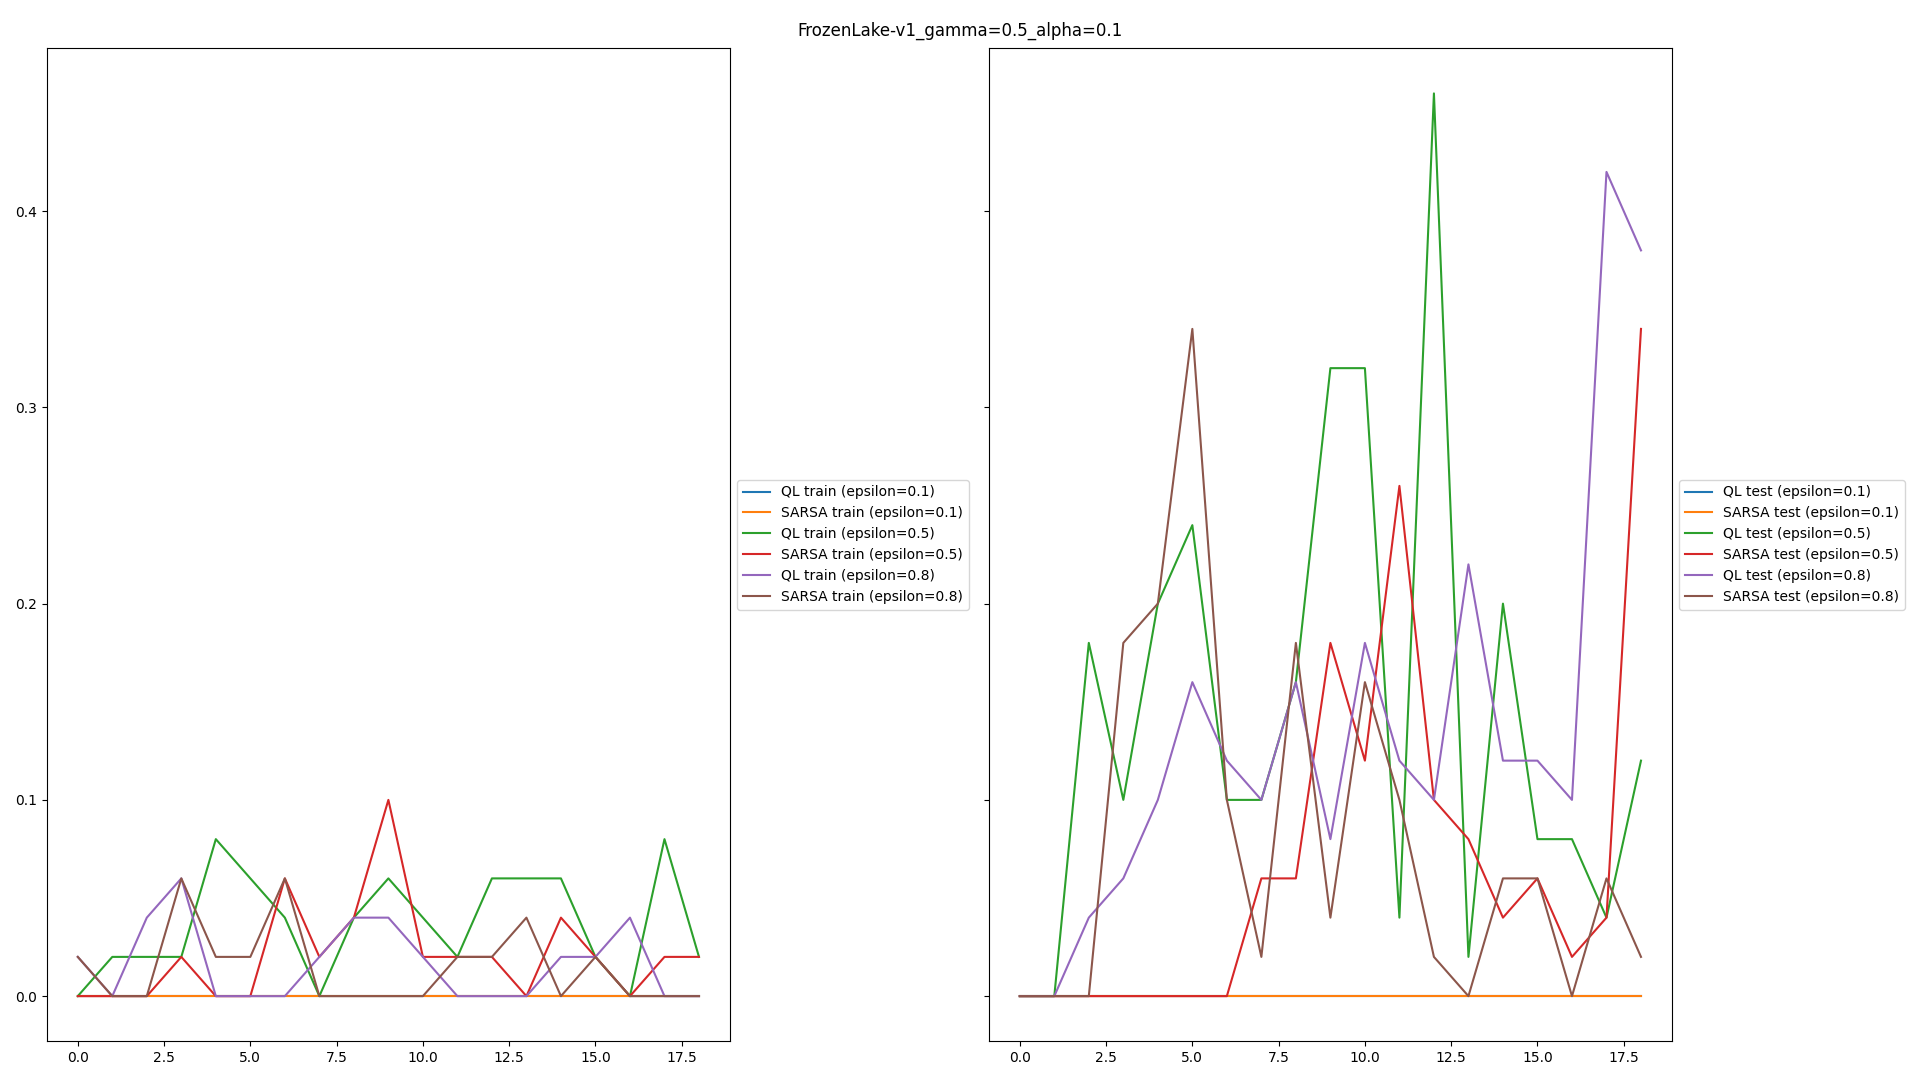 FrozenLake-v1_gamma=0.5_alpha=0.1
0.4
0.3
0.2
0.1
0.0
0.0 2.5 5.0 7.5 10.0 12.5 15.0 17.5
QL train (epsilon=0.1)
SARSA train (epsilon=0.1)
QL train (epsilon=0.5)
SARSA train (epsilon=0.5)
QL train (epsilon=0.8)
SARSA train (epsilon=0.8)
0.0 2.5 5.0 7.5 10.0 12.5 15.0 17.5
QL test (epsilon=0.1)
SARSA test (epsilon=0.1)
QL test (epsilon=0.5)
SARSA test (epsilon=0.5)
QL test (epsilon=0.8)
SARSA test (epsilon=0.8)